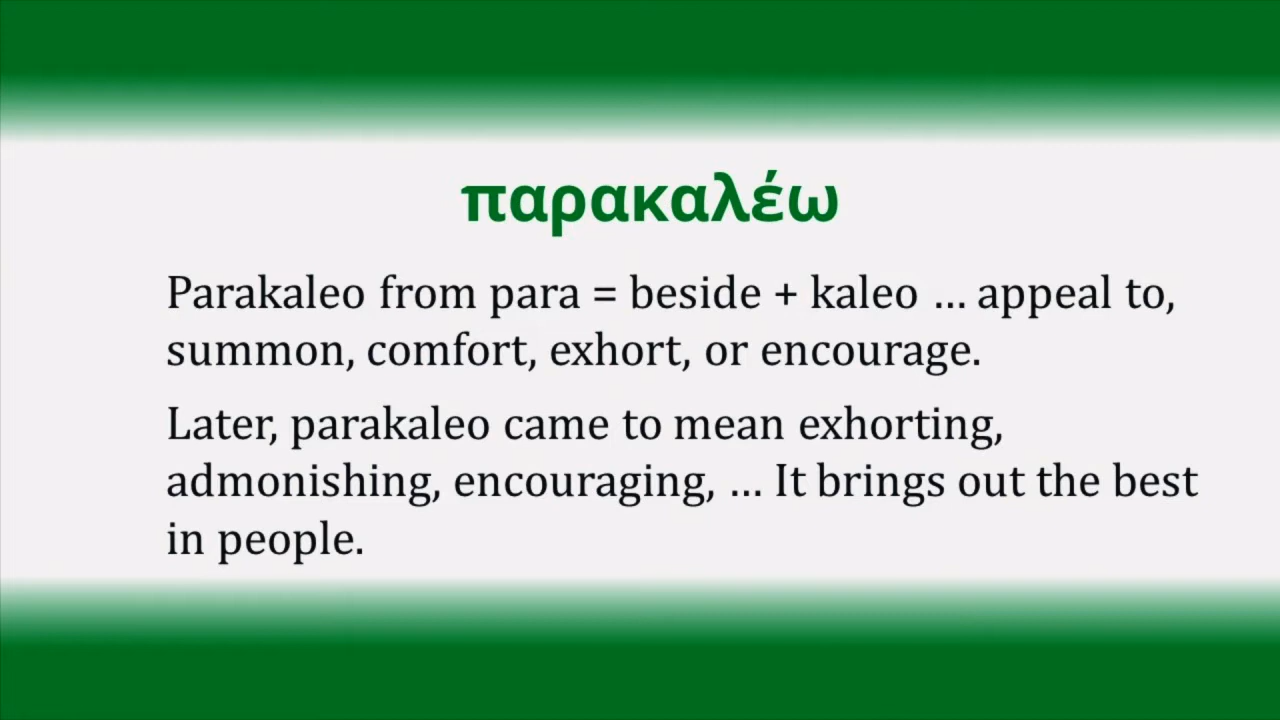 παρακαλέω
Parakaleo from para = beside + kaleo ... appeal to,
summon, comfort, exhort, or encourage.
Later, parakaleo came to mean exhorting,
admonishing, encouraging, ... It brings out the best
in people.